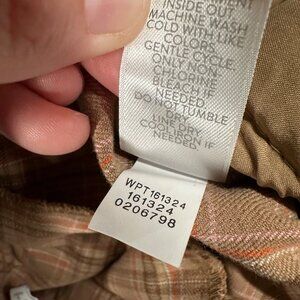 INSIDE OUT
MACHINE WASH
COLD WITH LIKE
COLORS
GENTLE CYCLE.
ONLY NON-
CHLORINE
BLEACH IF
NEEDED
DO NOT TUMBLE
DRY
LINE DRY
COOL IRON IF
NEEDED.
WPT161324
161324
0206798